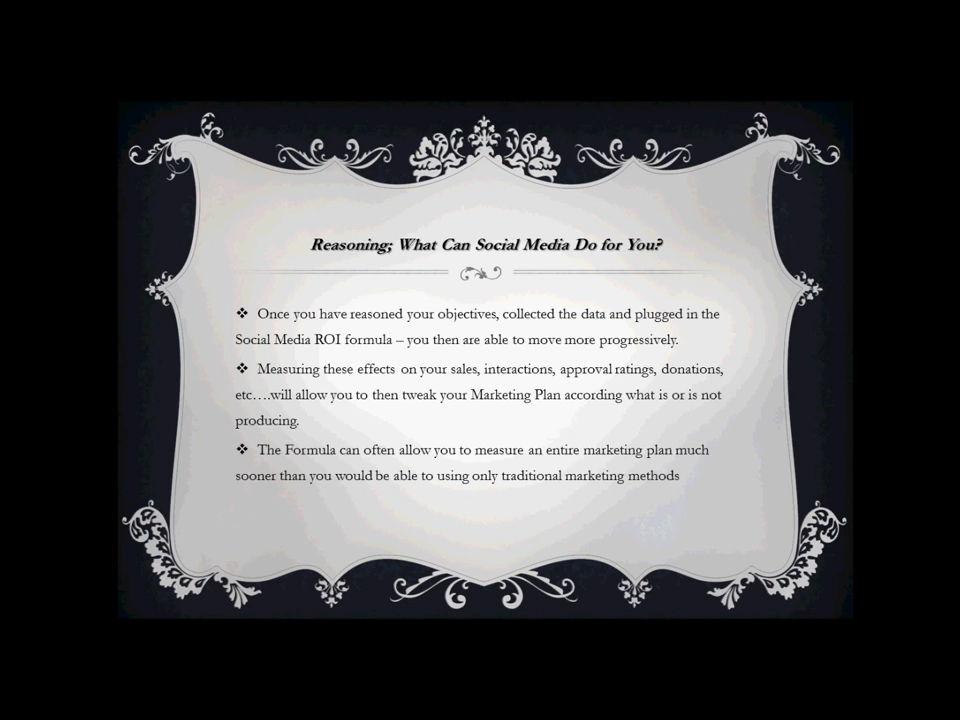 Reasoning; What Can Social Media Do for You?
❖ Once you have reasoned your objectives, collected the data and plugged in the
Social Media ROI formula – you then are able to move more progressively.
❖ Measuring these effects on your sales, interactions, approval ratings, donations,
etc….will allow you to then tweak your Marketing Plan according what is or is not
producing.
❖ The Formula can often allow you to measure an entire marketing plan much
sooner than you would be able to using only traditional marketing methods